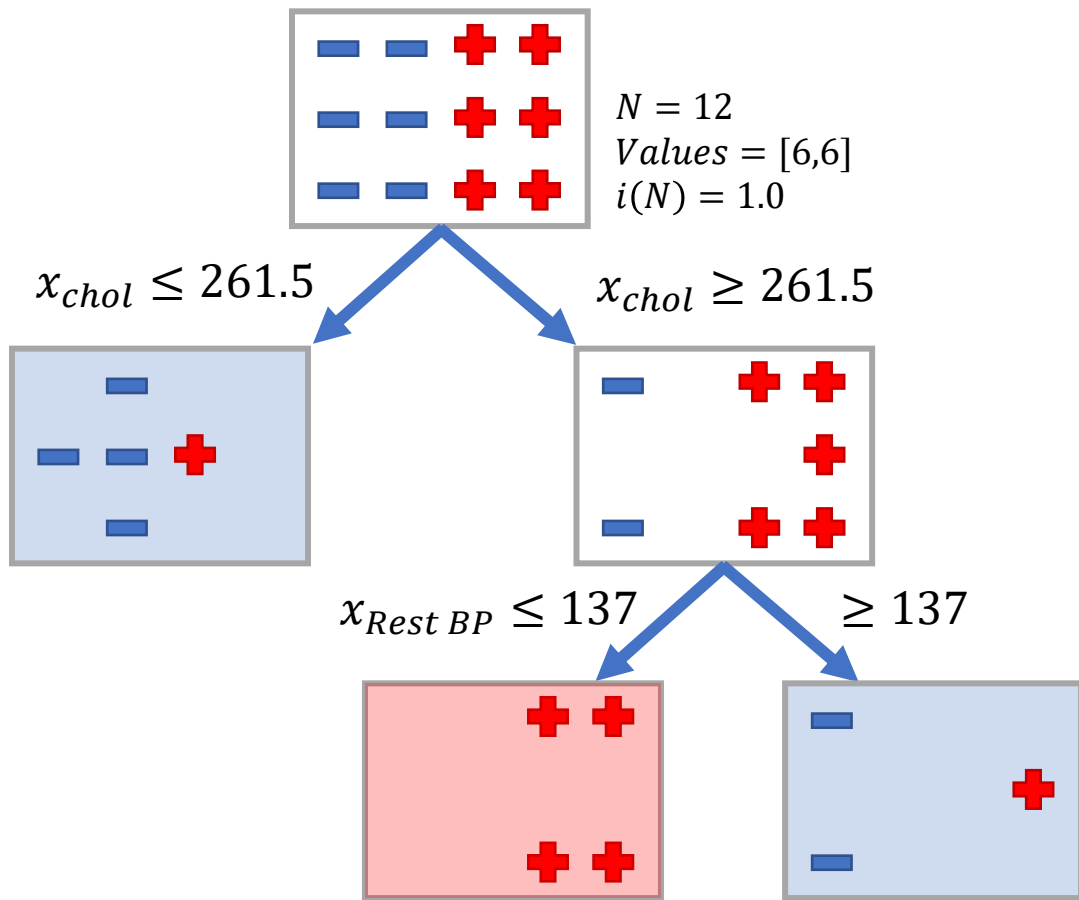 N = 12
Values = [6,6]
i(N) = 1.0
x_chol ≤ 261.5
x_chol ≥ 261.5
x_Rest BP ≤ 137
≥ 137